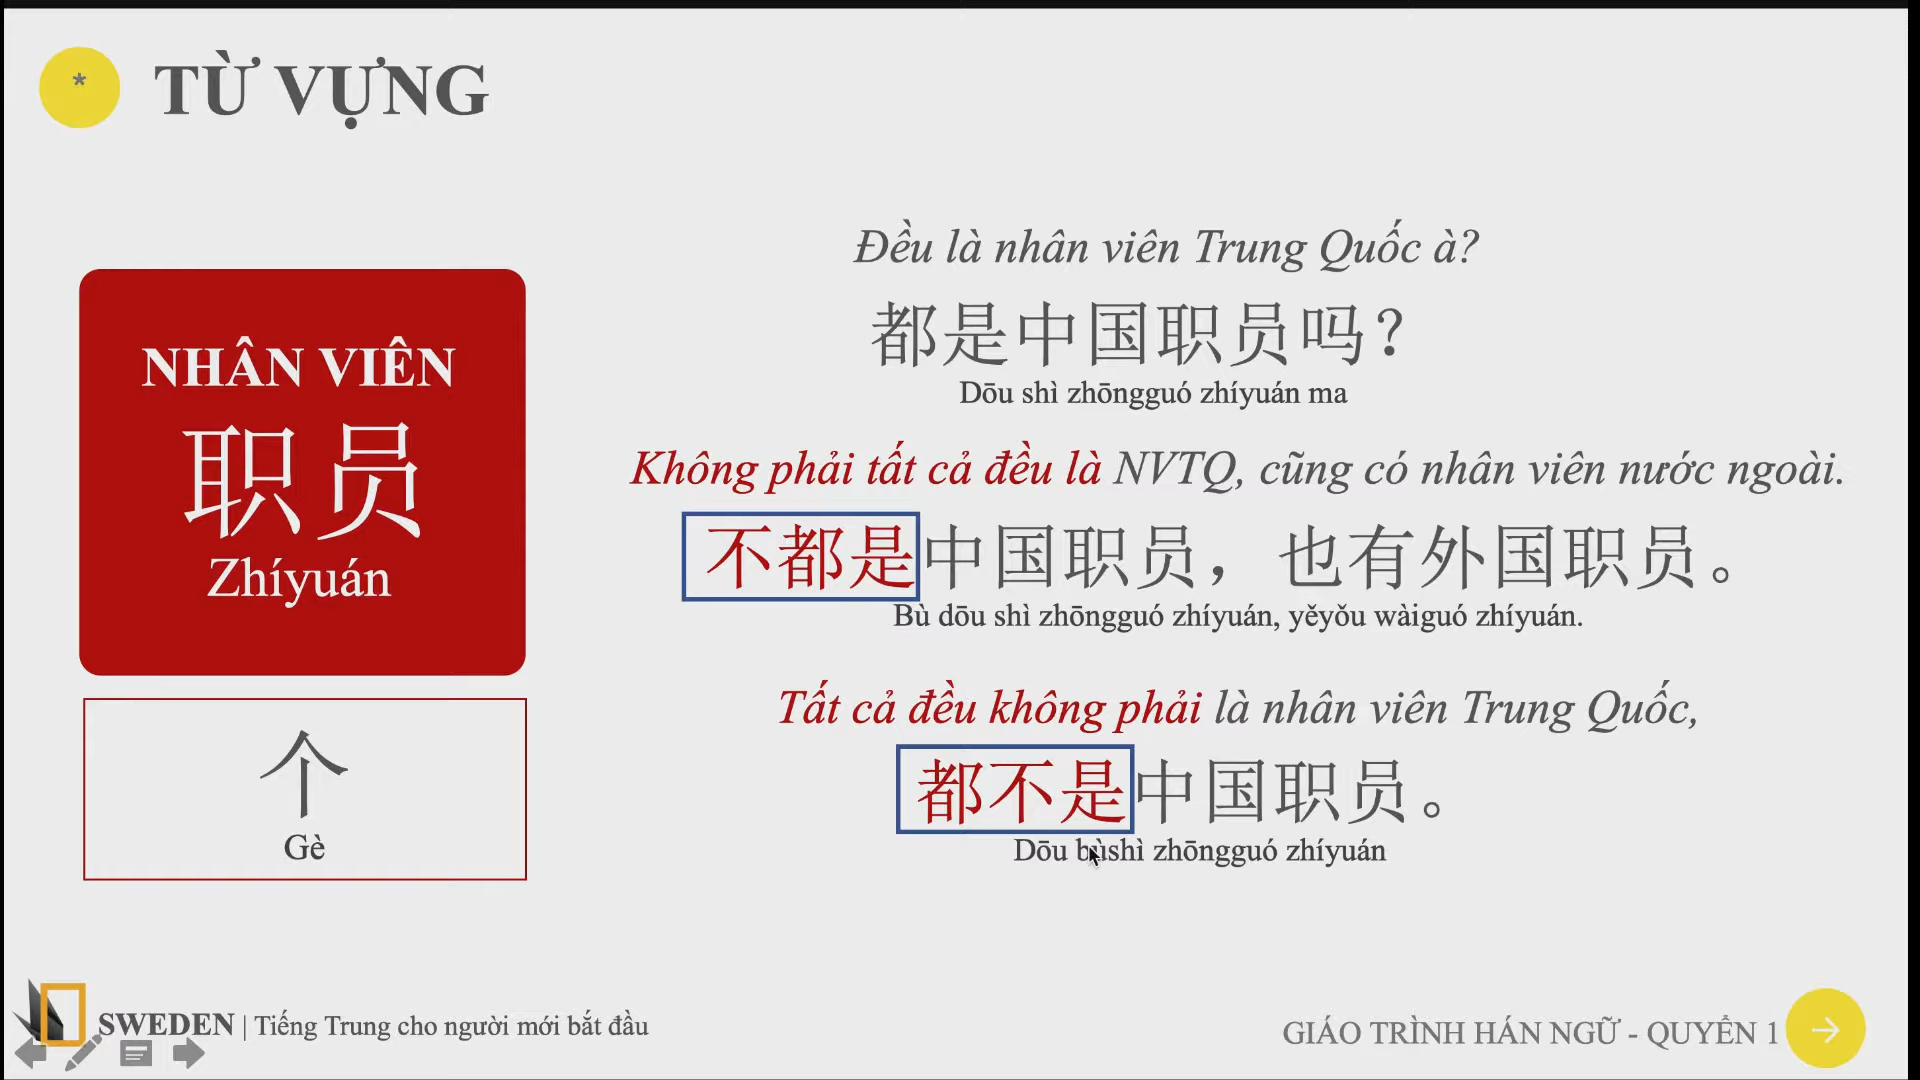 *
TỪ VỰNG
NHÂN VIÊN
职员
Zhíyuán
个
Gè
Đều là nhân viên Trung Quốc à?
都是中国职员吗？
Dōu shì zhōngguó zhíyuán ma
Không phải tất cả đều là NVTQ, cũng có nhân viên nước ngoài.
不都是中国职员，也有外国职员。
Bù dōu shì zhōngguó zhíyuán, yěyǒu wàiguó zhíyuán.
Tất cả đều không phải là nhân viên Trung Quốc,
都不是中国职员。
Dōu bùshì zhōngguó zhíyuán
SWEDEN | Tiếng Trung cho người mới bắt đầu
GIÁO TRÌNH HÁN NGỮ - QUYỂN 1